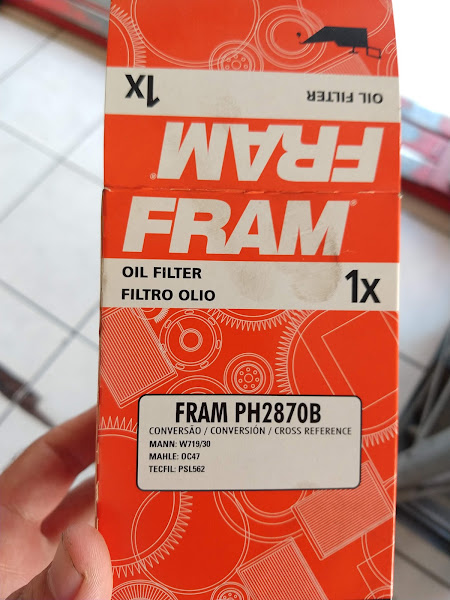 OIL FILTER
1x
FRAM
FRAM
OIL FILTER
FILTRO OLIO
1x
FRAM PH2870B
CONVERSÃO / CONVERSIÓN / CROSS REFERENCE
MANN: W719/30
MAHLE: OC47
TECFIL: PSL562